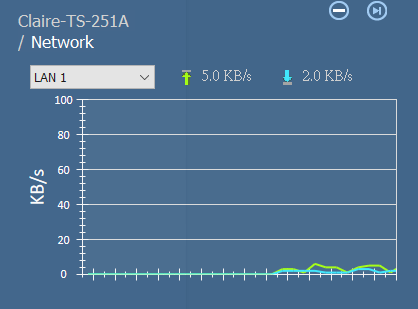 Claire-TS-251A
/ Network
LAN 1
5.0 KB/s
2.0 KB/s
KB/s
100
80
60
40
20
0